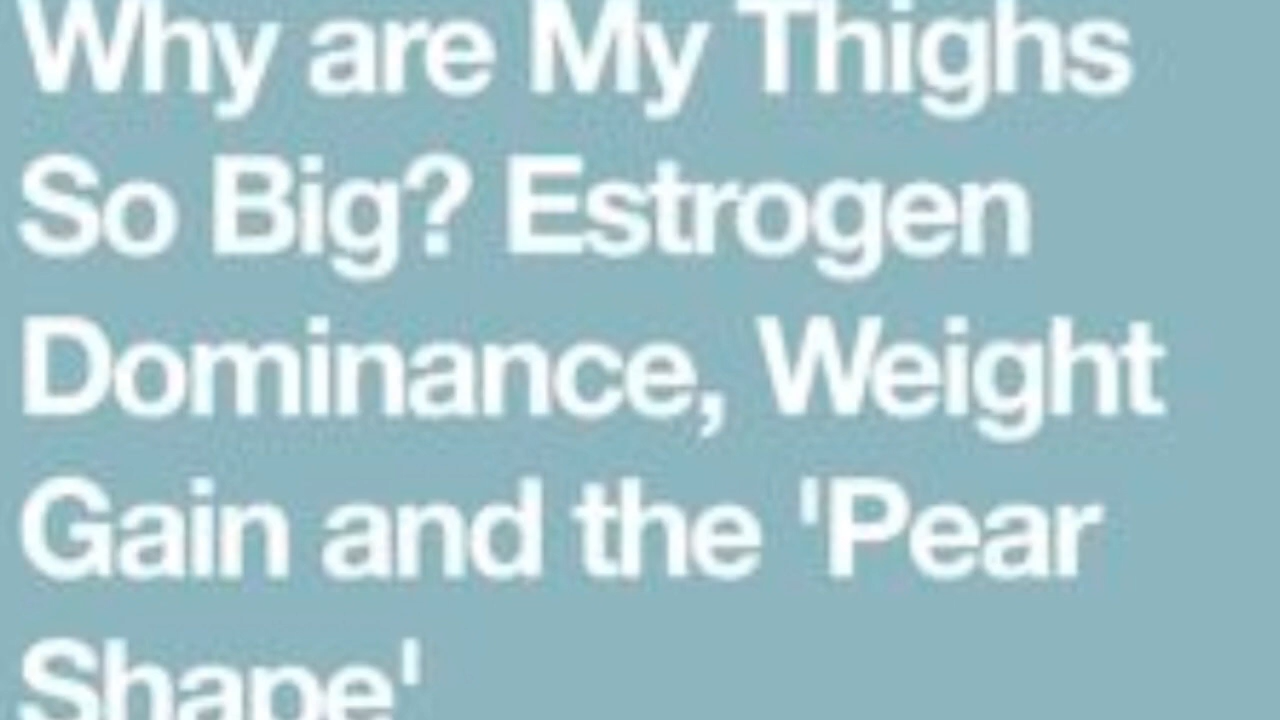 Why are My Thighs
So Big? Estrogen
Dominance, Weight
Gain and the 'Pear
Shape'